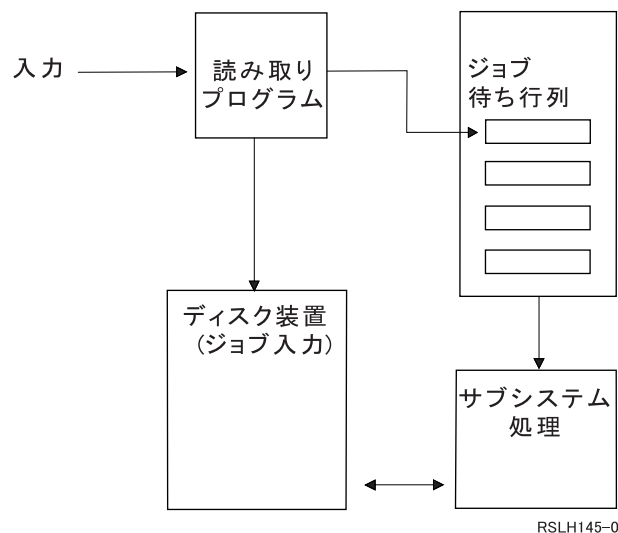 入力
読み取り
プログラム
ジョブ
待ち行列
ディスク装置
(ジョブ入力)
サブシステム
処理
RSLH145-0